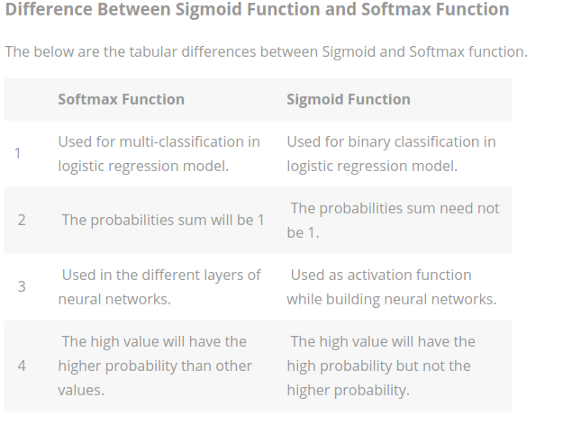 Difference Between Sigmoid Function and Softmax Function
The below are the tabular differences between Sigmoid and Softmax function.
Softmax Function Sigmoid Function
1
Used for multi-classification in
logistic regression model.
Used for binary classification in
logistic regression model.
2
The probabilities sum will be 1
The probabilities sum need not
be 1.
3
Used in the different layers of
neural networks.
Used as activation function
while building neural networks.
4
The high value will have the
higher probability than other
values.
The high value will have the
high probability but not the
higher probability.